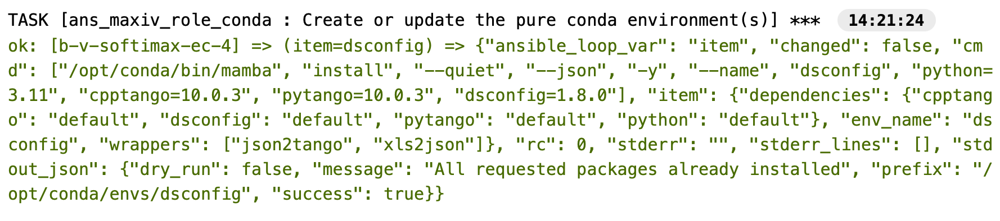 TASK [ans_maxiv_role_conda : Create or update the pure conda environment(s)] *** 14:21:24
ok: [b-v-softimax-ec-4] => (item=dsconfig) => {"ansible_loop_var": "item", "changed": false, "cm
d": ["/opt/conda/bin/mamba", "install", "--quiet", "--json", "-y", "--name", "dsconfig", "python=
3.11", "cpptango=10.0.3", "pytango=10.0.3", "dsconfig=1.8.0"], "item": {"dependencies": {"cpptang
o": "default", "dsconfig": "default", "pytango": "default", "python": "default"}, "env_name": "ds
config", "wrappers": ["json2tango", "xls2json"]}, "rc": 0, "stderr": "", "stderr_lines": [], "std
out_json": {"dry_run": false, "message": "All requested packages already installed", "prefix": "/
opt/conda/envs/dsconfig", "success": true}}